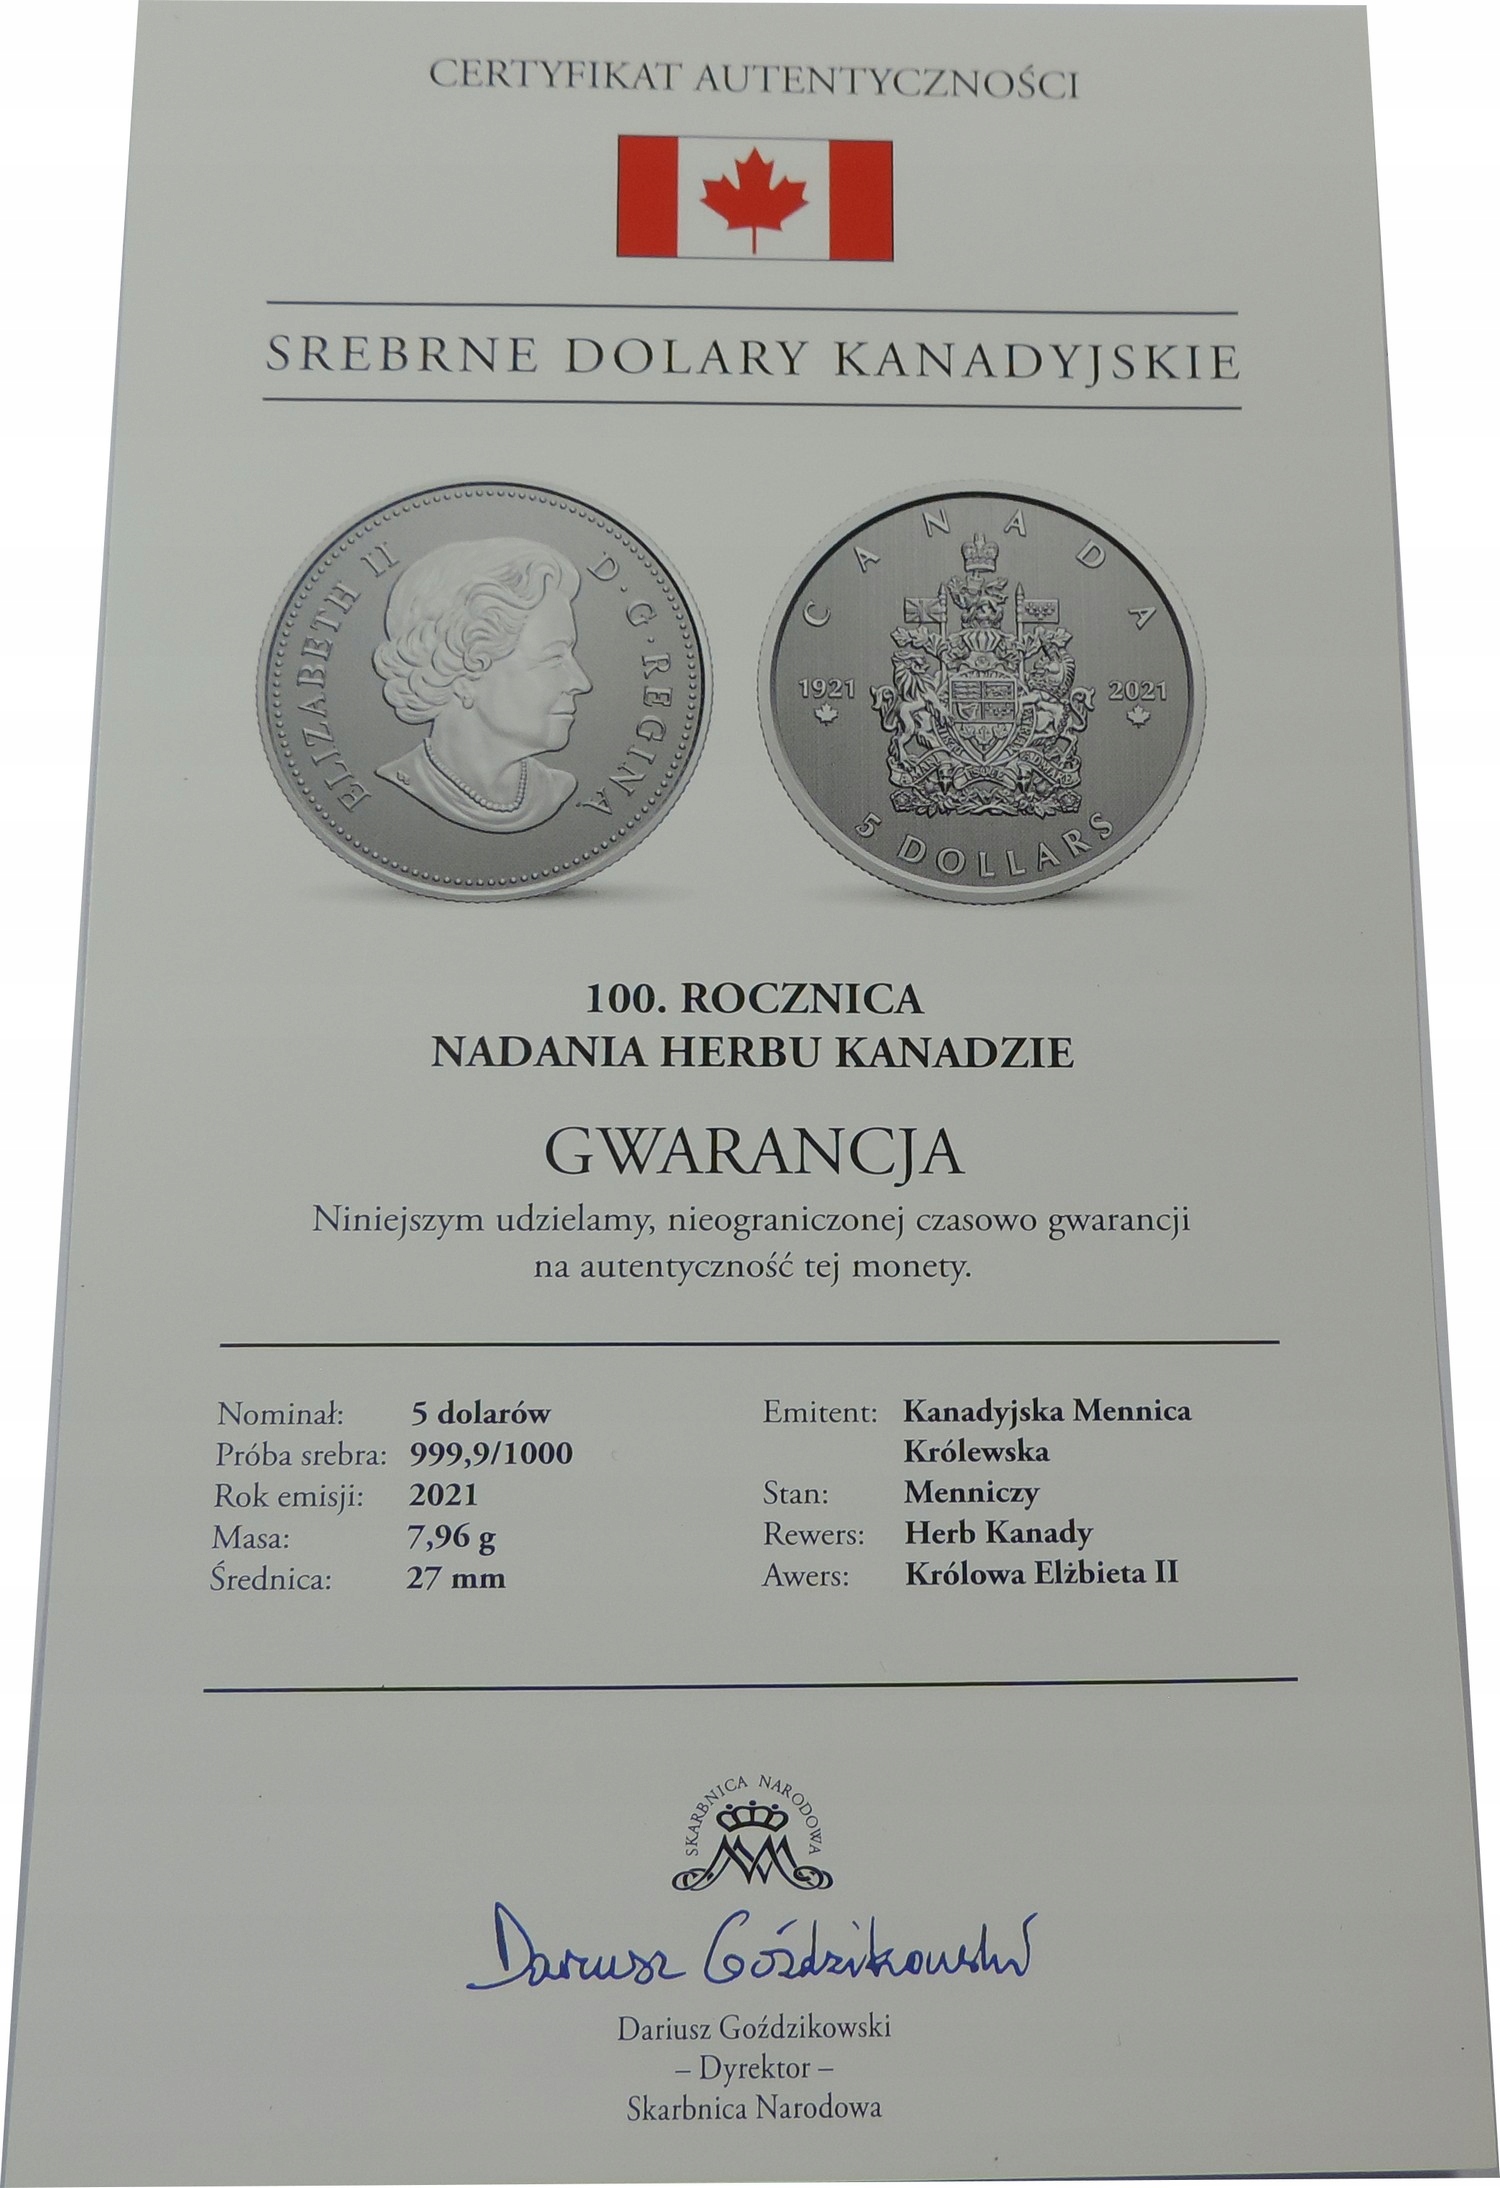 CERTYFIKAT AUTENTYCZNOŚCI
SREBRNE DOLARY KANADYJSKIE
ELIZABETH II D·G·REGINA
CANADA
1921 2021
5 DOLLARS
100. ROCZNICA
NADANIA HERBU KANADZIE
GWARANCJA
Niniejszym udzielamy, nieograniczonej czasowo gwarancji
na autentyczność tej monety.
Nominał: 5 dolarów
Próba srebra: 999,9/1000
Rok emisji: 2021
Masa: 7,96 g
Średnica: 27 mm
Emitent: Kanadyjska Mennica
Królewska
Stan: Menniczy
Rewers: Herb Kanady
Awers: Królowa Elżbieta II
SKARBNICA NARODOWA
Dariusz Goździkowski
Dariusz Goździkowski
– Dyrektor –
Skarbnica Narodowa